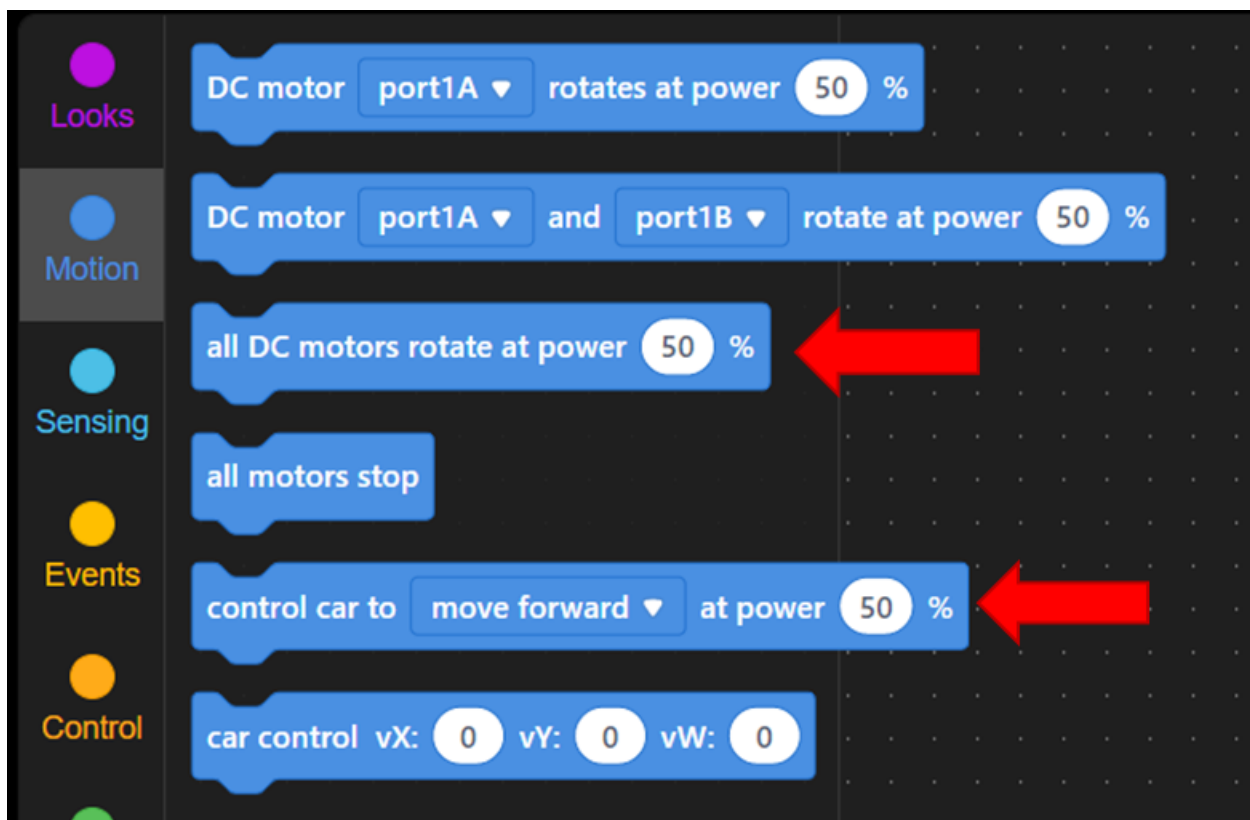 Looks
Motion
Sensing
Events
Control
DC motor port1A rotates at power 50 %
DC motor port1A and port1B rotate at power 50 %
all DC motors rotate at power 50 %
all motors stop
control car to move forward at power 50 %
car control vX: 0 vY: 0 vW: 0